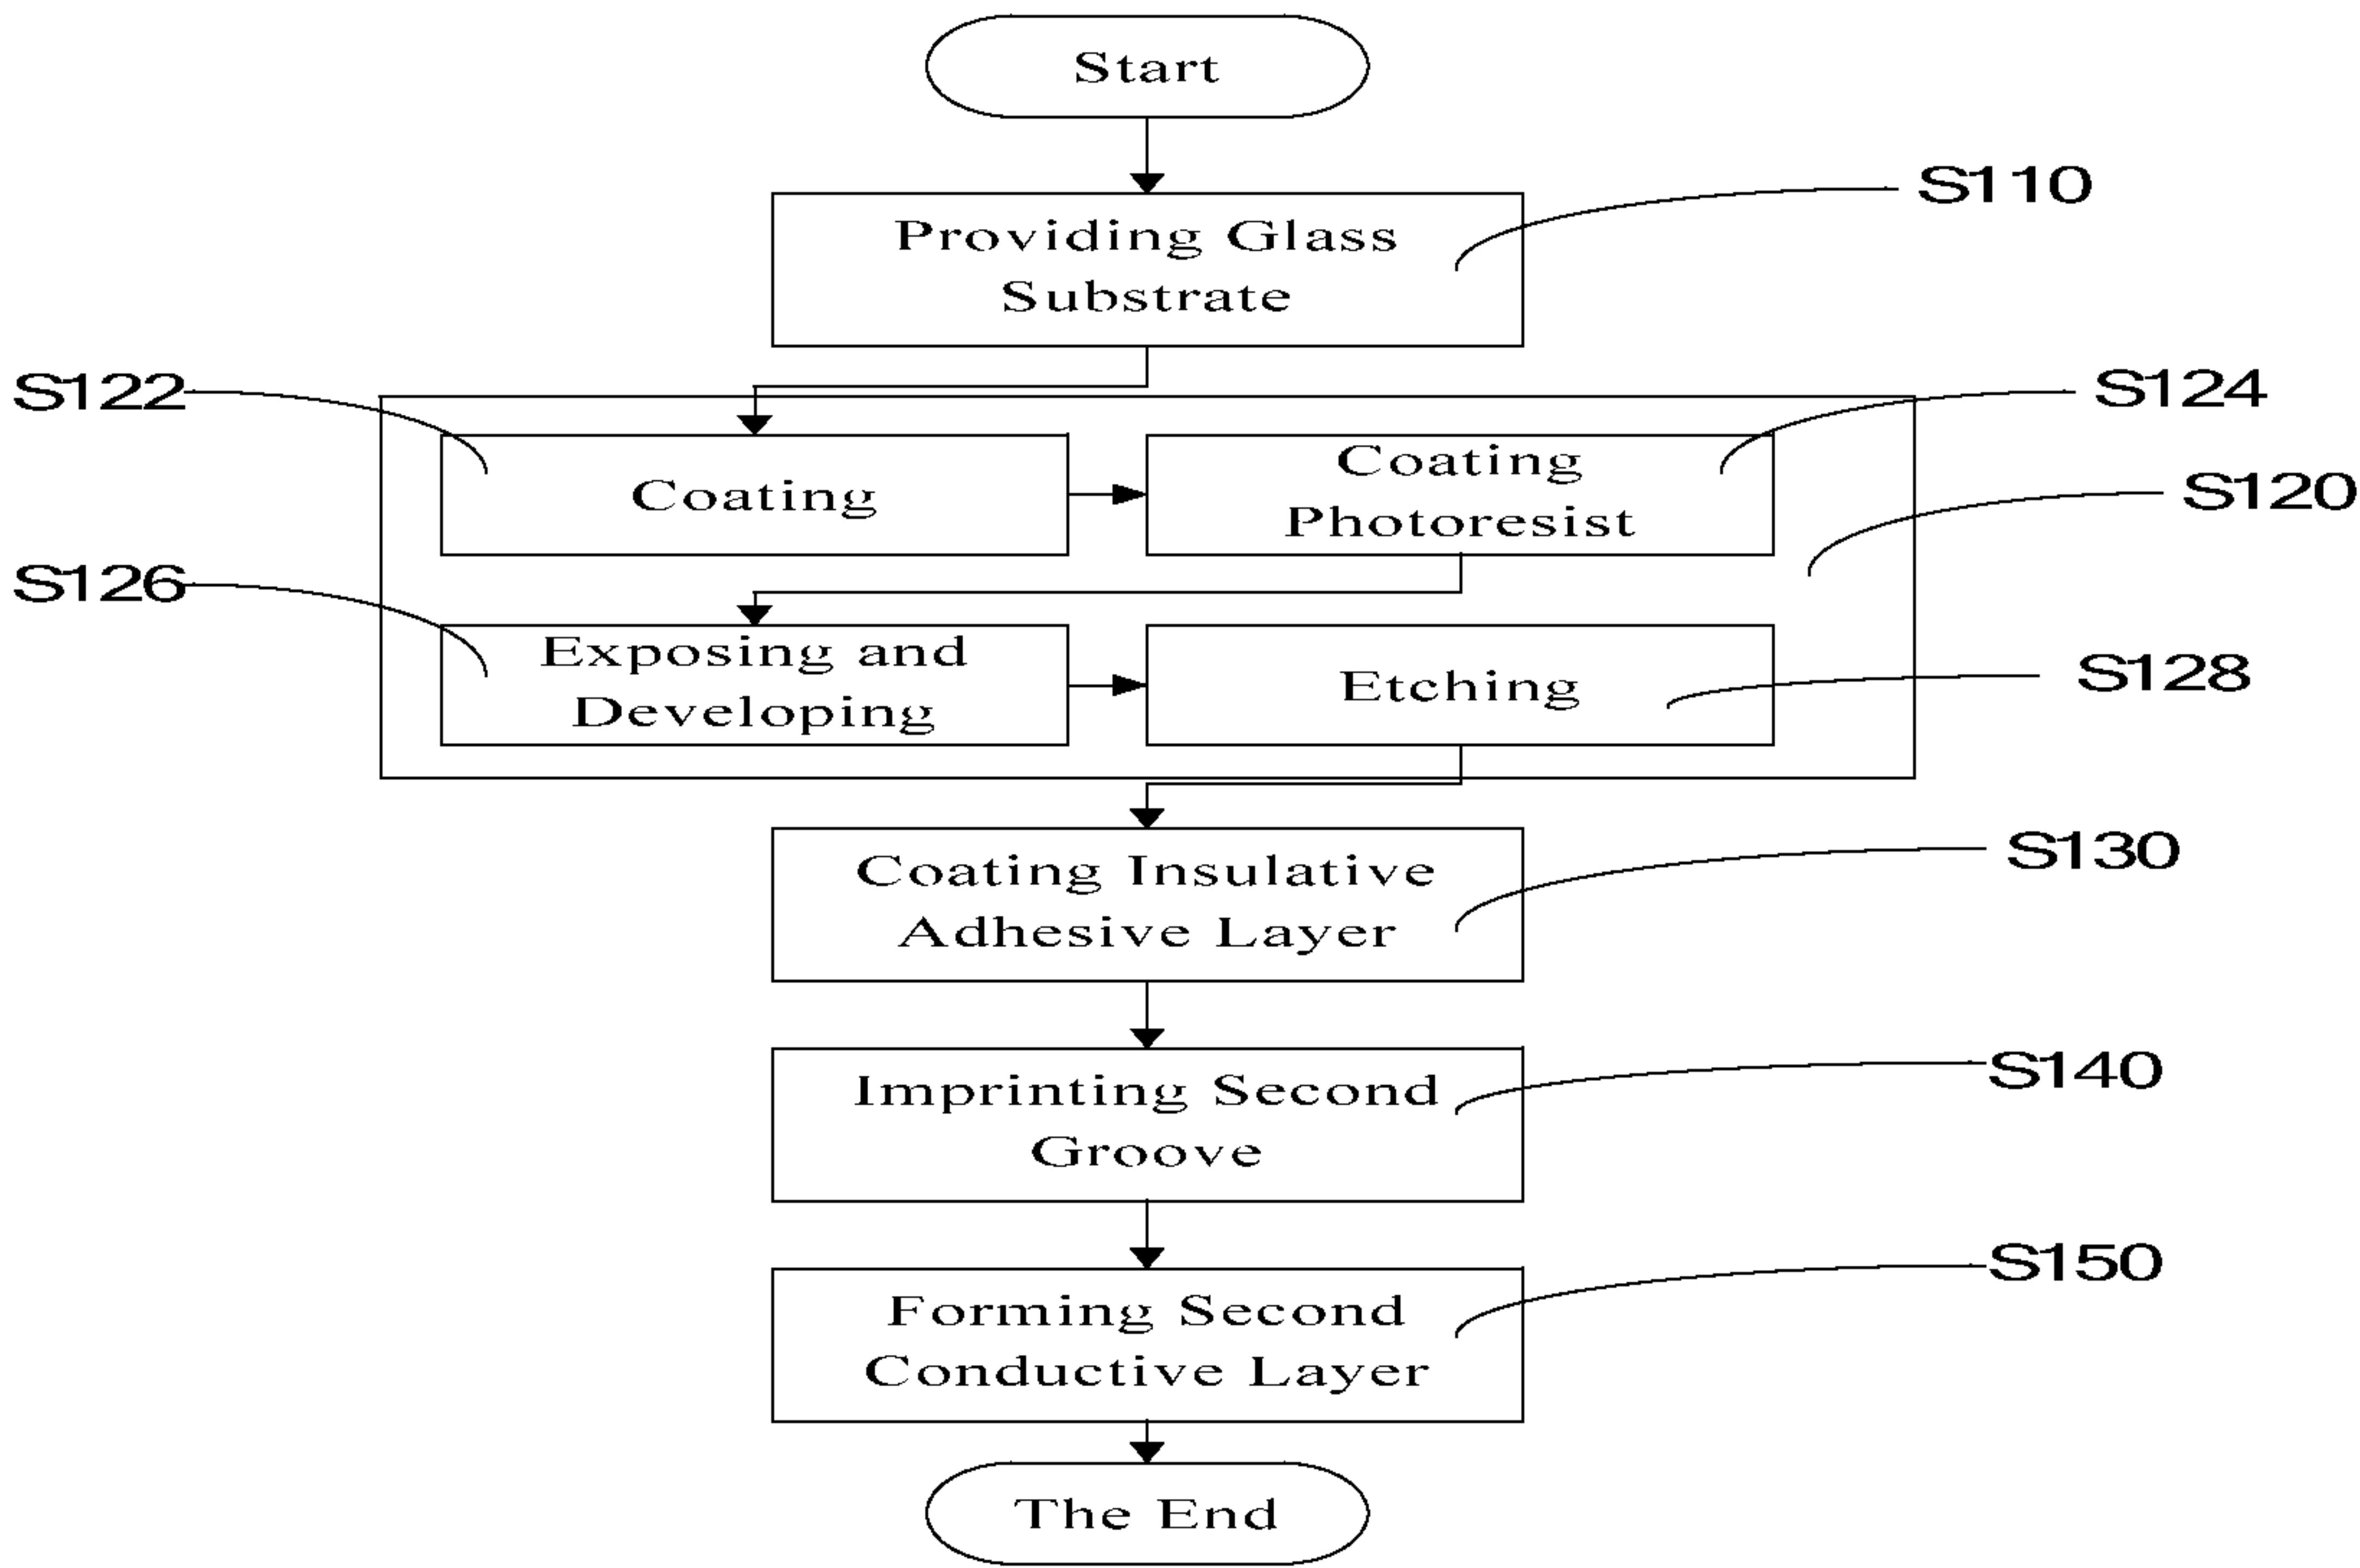 Start
Providing Glass
Substrate
S110
S122
Coating
Coating
Photoresist
S124
S120
S126
Exposing and
Developing
Etching
S128
Coating Insulative
Adhesive Layer
S130
Imprinting Second
Groove
S140
Forming Second
Conductive Layer
S150
The End